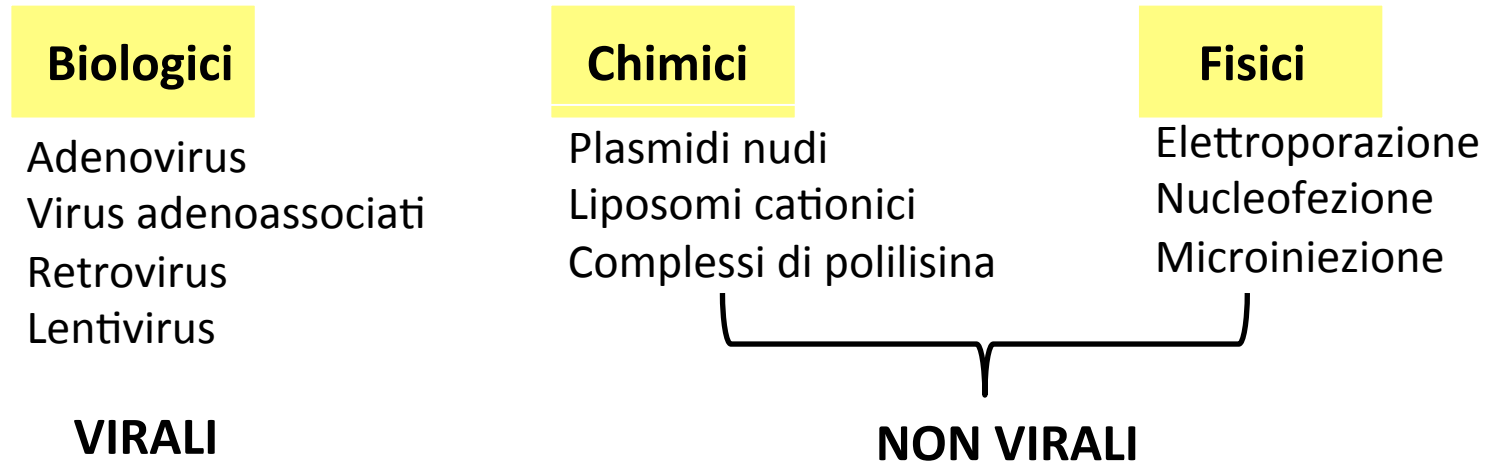 Biologici
Adenovirus
Virus adenoassociati
Retrovirus
Lentivirus
VIRALI
Chimici
Plasmidi nudi
Liposomi cationici
Complessi di polilisina
Fisici
Elettroporazione
Nucleofezione
Microiniezione
NON VIRALI